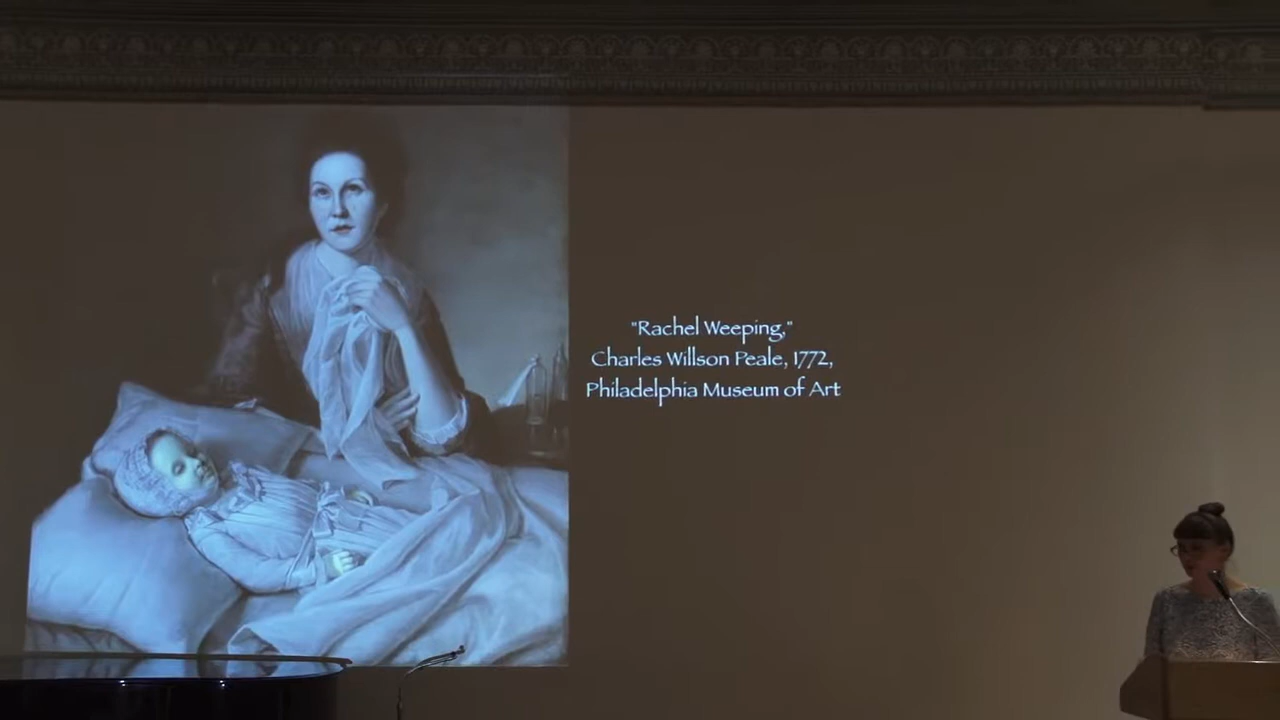 "Rachel Weeping,"
Charles Willson Peale, 1772,
Philadelphia Museum of Art